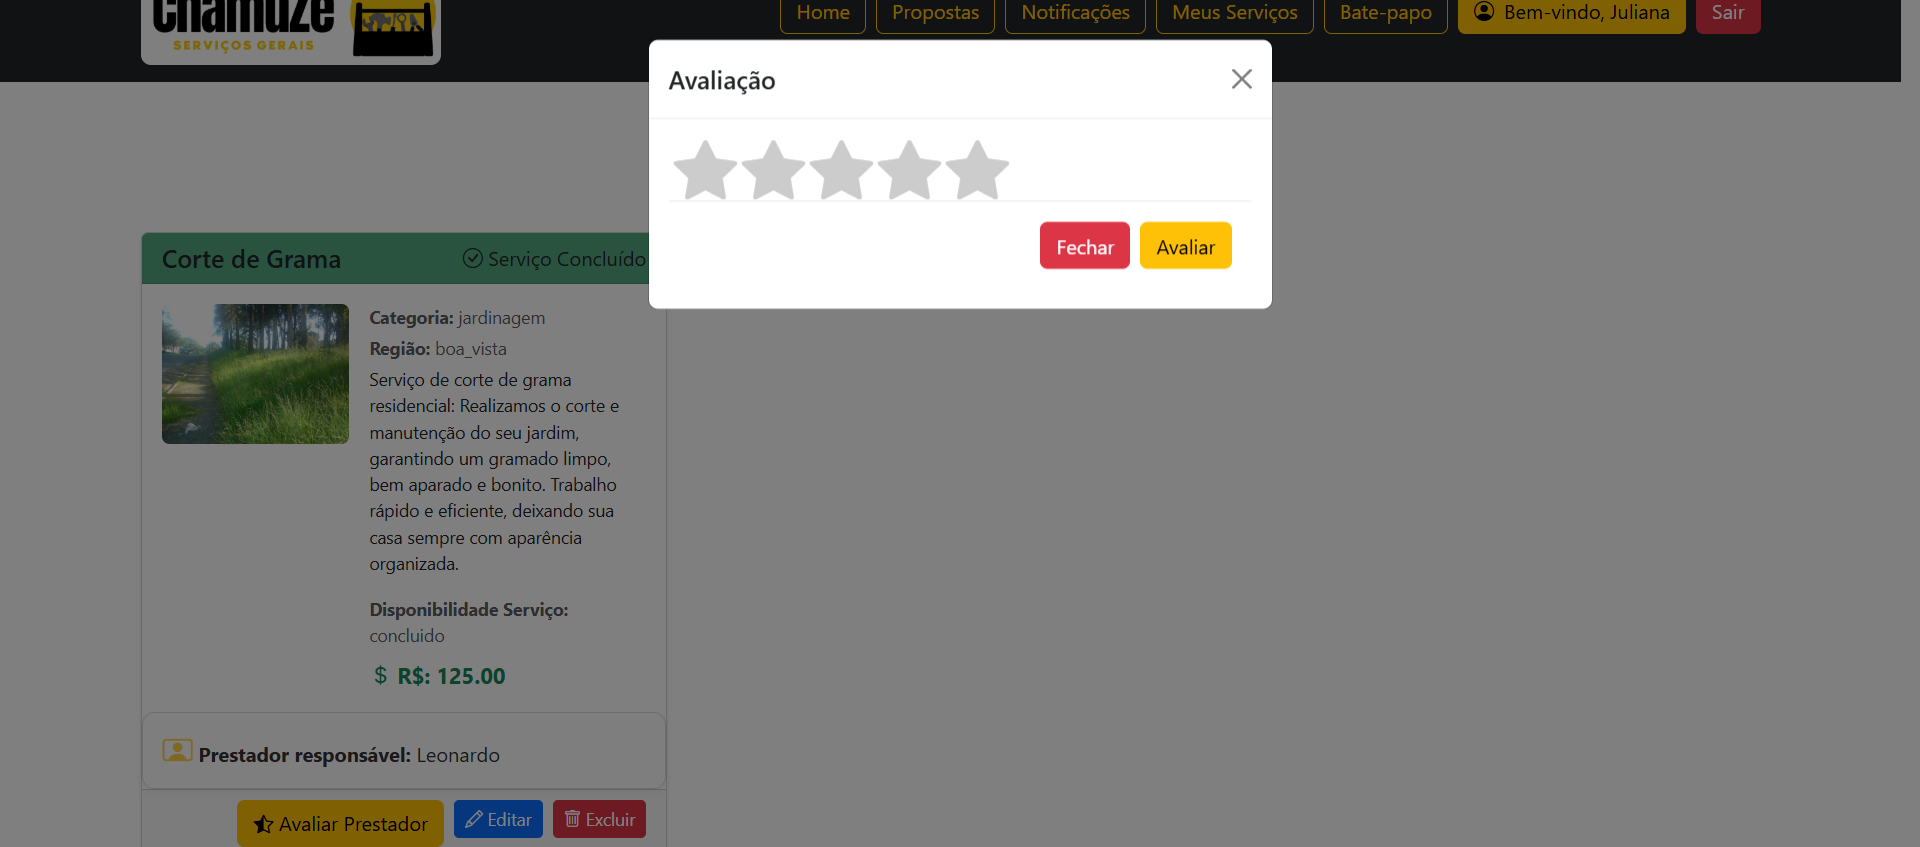 Chamuze
SERVIÇOS GERAIS
Home
Propostas
Notificações
Meus Serviços
Bate-papo
Bem-vindo, Juliana
Sair
Avaliação
Fechar
Avaliar
Corte de Grama
Serviço Concluído
Categoria: jardinagem
Região: boa_vista
Serviço de corte de grama
residencial: Realizamos o corte e
manutenção do seu jardim,
garantindo um gramado limpo,
bem aparado e bonito. Trabalho
rápido e eficiente, deixando sua
casa sempre com aparência
organizada.
Disponibilidade Serviço:
concluido
$ R$: 125.00
Prestador responsável: Leonardo
Avaliar Prestador
Editar
Excluir